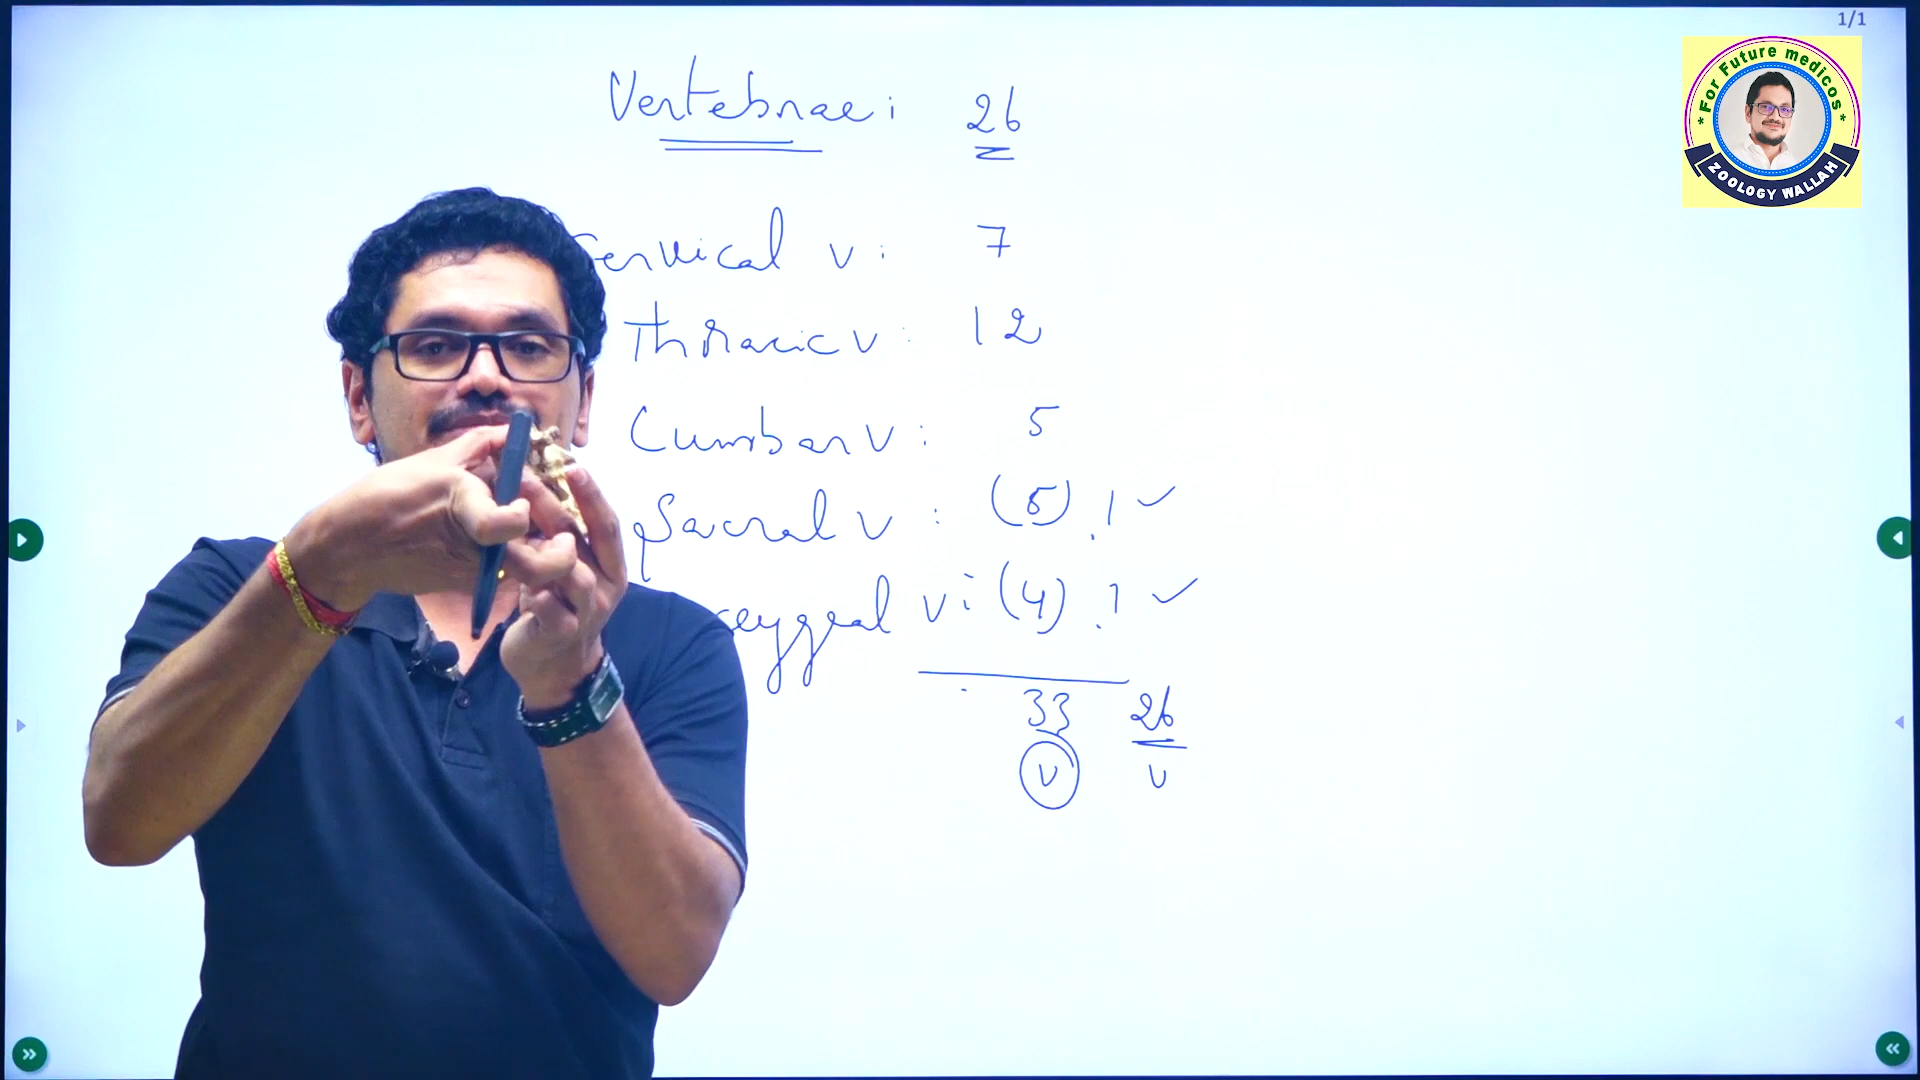 1/1
* For Future medicos *
ZOOLOGY WALLAH
Vertebrae : 26
Cervical v : 7
Thoracic v : 12
Lumbar v : 5
Sacral v : (5) . 1 ✓
ceygeal v : (4) . 1 ✓
33 26
v v